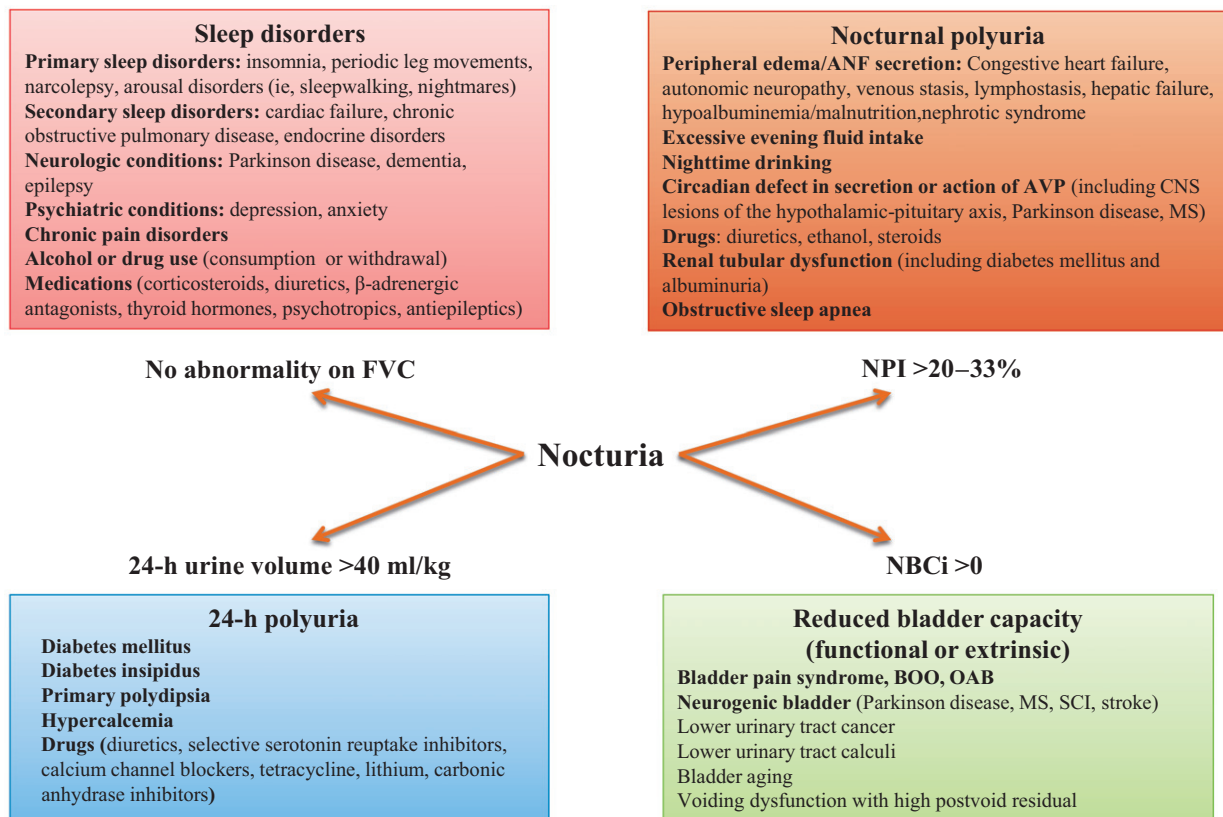 Sleep disorders
Primary sleep disorders: insomnia, periodic leg movements,
narcolepsy, arousal disorders (ie, sleepwalking, nightmares)
Secondary sleep disorders: cardiac failure, chronic
obstructive pulmonary disease, endocrine disorders
Neurologic conditions: Parkinson disease, dementia,
epilepsy
Psychiatric conditions: depression, anxiety
Chronic pain disorders
Alcohol or drug use (consumption or withdrawal)
Medications (corticosteroids, diuretics, β-adrenergic
antagonists, thyroid hormones, psychotropics, antiepileptics)
Nocturnal polyuria
Peripheral edema/ANF secretion: Congestive heart failure,
autonomic neuropathy, venous stasis, lymphostasis, hepatic failure,
hypoalbuminemia/malnutrition,nephrotic syndrome
Excessive evening fluid intake
Nighttime drinking
Circadian defect in secretion or action of AVP (including CNS
lesions of the hypothalamic-pituitary axis, Parkinson disease, MS)
Drugs: diuretics, ethanol, steroids
Renal tubular dysfunction (including diabetes mellitus and
albuminuria)
Obstructive sleep apnea
No abnormality on FVC
NPI >20–33%
Nocturia
24-h urine volume >40 ml/kg
NBCi >0
24-h polyuria
Diabetes mellitus
Diabetes insipidus
Primary polydipsia
Hypercalcemia
Drugs (diuretics, selective serotonin reuptake inhibitors,
calcium channel blockers, tetracycline, lithium, carbonic
anhydrase inhibitors)
Reduced bladder capacity
(functional or extrinsic)
Bladder pain syndrome, BOO, OAB
Neurogenic bladder (Parkinson disease, MS, SCI, stroke)
Lower urinary tract cancer
Lower urinary tract calculi
Bladder aging
Voiding dysfunction with high postvoid residual